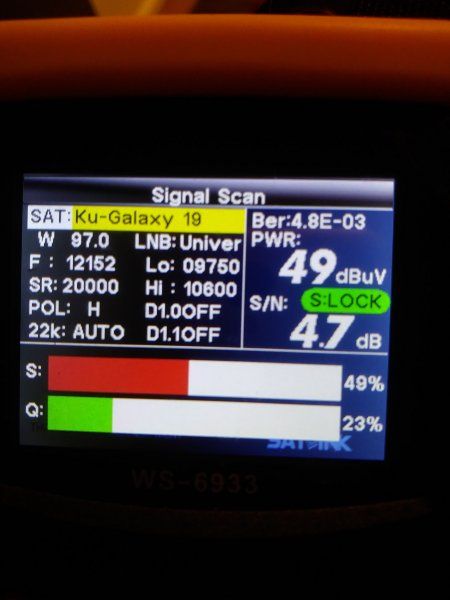 Signal Scan
SAT: Ku-Galaxy 19
W 97.0 LNB: Univer
F : 12152 Lo: 09750
SR: 20000 Hi : 10600
POL: H D1.0OFF
22k: AUTO D1.1OFF
Ber:4.8E-03
PWR:
49 dBuV
S/N: S:LOCK
4.7 dB
S: 49%
Q: 23%
SATLINK
WS-6933